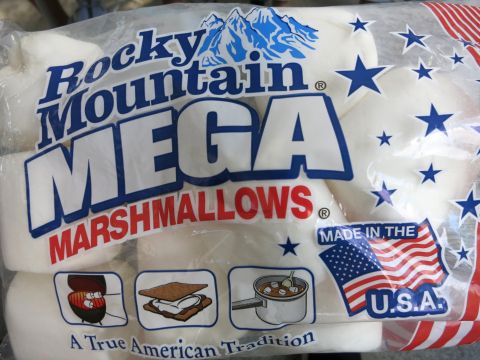 Rocky
Mountain®
MEGA
MARSHMALLOWS®
MADE IN THE
U.S.A.
A True American Tradition